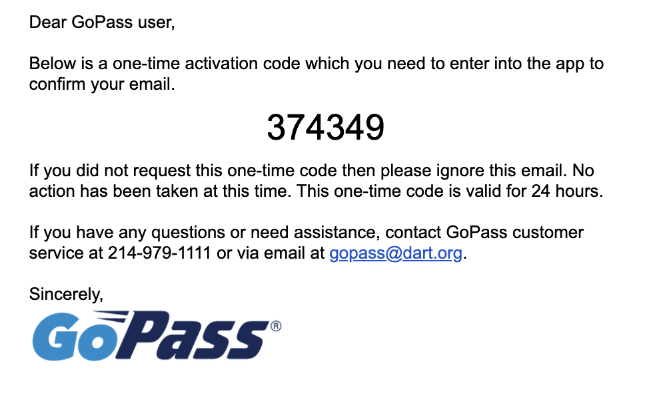 Dear GoPass user,
Below is a one-time activation code which you need to enter into the app to
confirm your email.
374349
If you did not request this one-time code then please ignore this email. No
action has been taken at this time. This one-time code is valid for 24 hours.
If you have any questions or need assistance, contact GoPass customer
service at 214-979-1111 or via email at gopass@dart.org.
Sincerely,
GoPass®